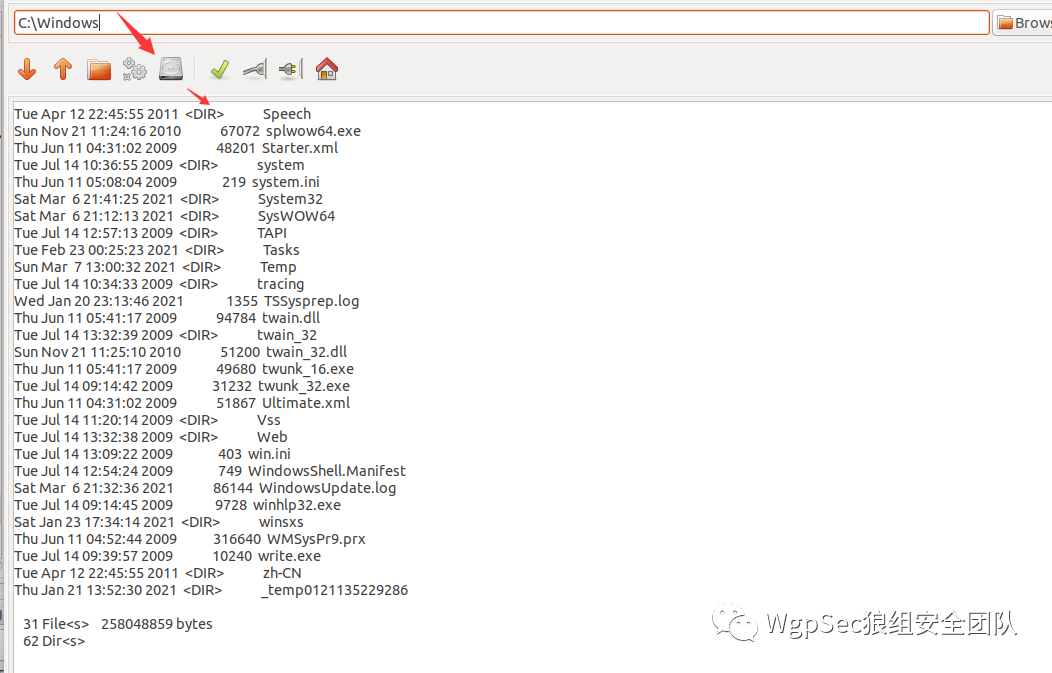 C:\Windows
Brows
Tue Apr 12 22:45:55 2011 <DIR> Speech
Sun Nov 21 11:24:16 2010 67072 splwow64.exe
Thu Jun 11 04:31:02 2009 48201 Starter.xml
Tue Jul 14 10:36:55 2009 <DIR> system
Thu Jun 11 05:08:04 2009 219 system.ini
Sat Mar 6 21:41:25 2021 <DIR> System32
Sat Mar 6 21:12:13 2021 <DIR> SysWOW64
Tue Jul 14 12:57:13 2009 <DIR> TAPI
Tue Feb 23 00:25:23 2021 <DIR> Tasks
Sun Mar 7 13:00:32 2021 <DIR> Temp
Tue Jul 14 10:34:33 2009 <DIR> tracing
Wed Jan 20 23:13:46 2021 1355 TSSysprep.log
Thu Jun 11 05:41:17 2009 94784 twain.dll
Tue Jul 14 13:32:39 2009 <DIR> twain_32
Sun Nov 21 11:25:10 2010 51200 twain_32.dll
Thu Jun 11 05:41:17 2009 49680 twunk_16.exe
Tue Jul 14 09:14:42 2009 31232 twunk_32.exe
Thu Jun 11 04:31:02 2009 51867 Ultimate.xml
Tue Jul 14 11:20:14 2009 <DIR> Vss
Tue Jul 14 13:32:38 2009 <DIR> Web
Tue Jul 14 13:09:22 2009 403 win.ini
Tue Jul 14 12:54:24 2009 749 WindowsShell.Manifest
Sat Mar 6 21:32:36 2021 86144 WindowsUpdate.log
Tue Jul 14 09:14:45 2009 9728 winhlp32.exe
Sat Jan 23 17:34:14 2021 <DIR> winsxs
Thu Jun 11 04:52:44 2009 316640 WMSysPr9.prx
Tue Jul 14 09:39:57 2009 10240 write.exe
Tue Apr 12 22:45:55 2011 <DIR> zh-CN
Thu Jan 21 13:52:30 2021 <DIR> _temp0121135229286
31 File<s> 258048859 bytes
62 Dir<s>
WgpSec狼组安全团队